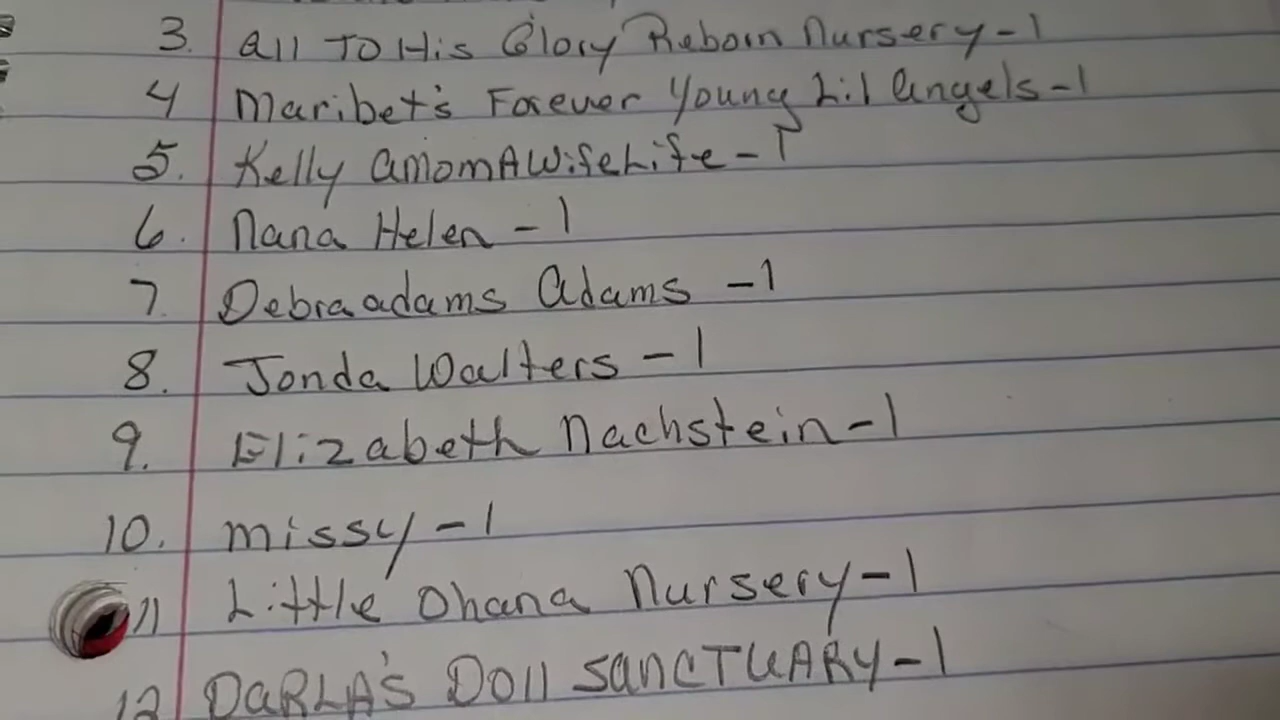 3. All To His Glory Reborn Nursery-1
4 Maribet's Forever Young Lil Angels-1
5. Kelly AMomAWifeLife-1
6. Nana Helen-1
7. Debraadams Adams-1
8. Jonda Walters-1
9. Elizabeth Nachstein-1
10. Missy-1
11 Little Ohana Nursery-1
12 DARLA'S Doll SANCTUARY-1